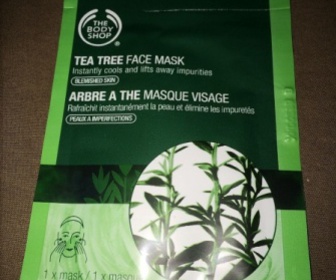 THE
BODY
SHOP
TEA TREE FACE MASK
Instantly cools and lifts away impurities
BLEMISHED SKIN
ARBRE A THE MASQUE VISAGE
Rafraîchit instantanément la peau et élimine les impuretés
PEAUX A IMPERFECTIONS
1 x mask / 1 x masque